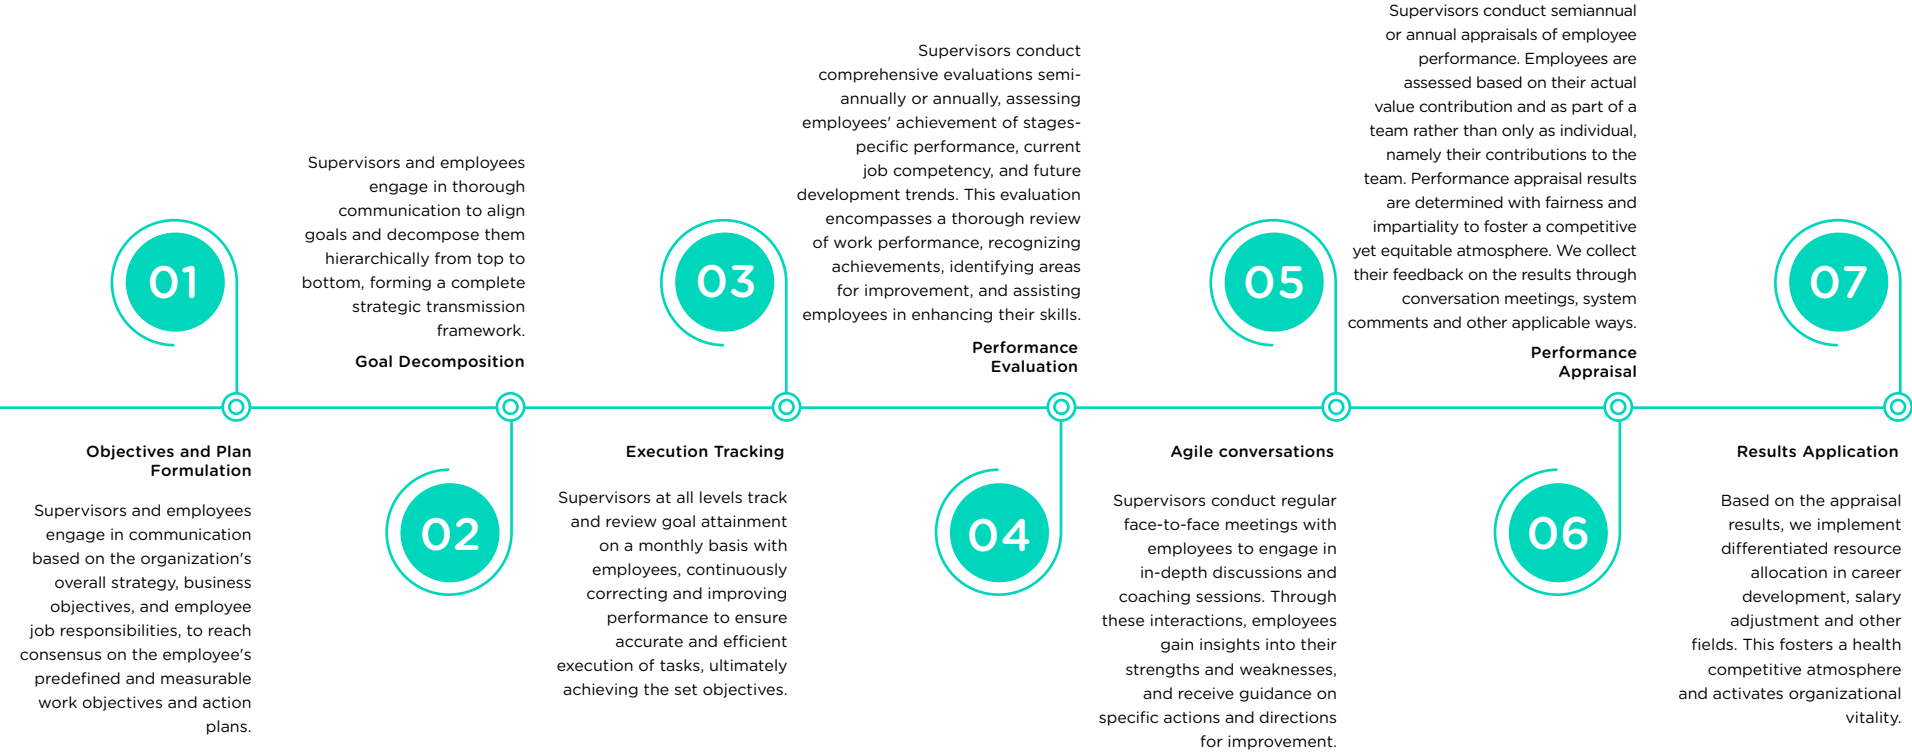 01
Objectives and Plan
Formulation
Supervisors and employees
engage in communication
based on the organization's
overall strategy, business
objectives, and employee
job responsibilities, to reach
consensus on the employee's
predefined and measurable
work objectives and action
plans.
Supervisors and employees
engage in thorough
communication to align
goals and decompose them
hierarchically from top to
bottom, forming a complete
strategic transmission
framework.
Goal Decomposition
02
03
Execution Tracking
Supervisors at all levels track
and review goal attainment
on a monthly basis with
employees, continuously
correcting and improving
performance to ensure
accurate and efficient
execution of tasks, ultimately
achieving the set objectives.
Supervisors conduct
comprehensive evaluations semi-
annually or annually, assessing
employees' achievement of stages-
pecific performance, current
job competency, and future
development trends. This evaluation
encompasses a thorough review
of work performance, recognizing
achievements, identifying areas
for improvement, and assisting
employees in enhancing their skills.
Performance
Evaluation
04
05
Agile conversations
Supervisors conduct regular
face-to-face meetings with
employees to engage in
in-depth discussions and
coaching sessions. Through
these interactions, employees
gain insights into their
strengths and weaknesses,
and receive guidance on
specific actions and directions
for improvement.
Supervisors conduct semiannual
or annual appraisals of employee
performance. Employees are
assessed based on their actual
value contribution and as part of a
team rather than only as individual,
namely their contributions to the
team. Performance appraisal results
are determined with fairness and
impartiality to foster a competitive
yet equitable atmosphere. We collect
their feedback on the results through
conversation meetings, system
comments and other applicable ways.
Performance
Appraisal
06
07
Results Application
Based on the appraisal
results, we implement
differentiated resource
allocation in career
development, salary
adjustment and other
fields. This fosters a health
competitive atmosphere
and activates organizational
vitality.